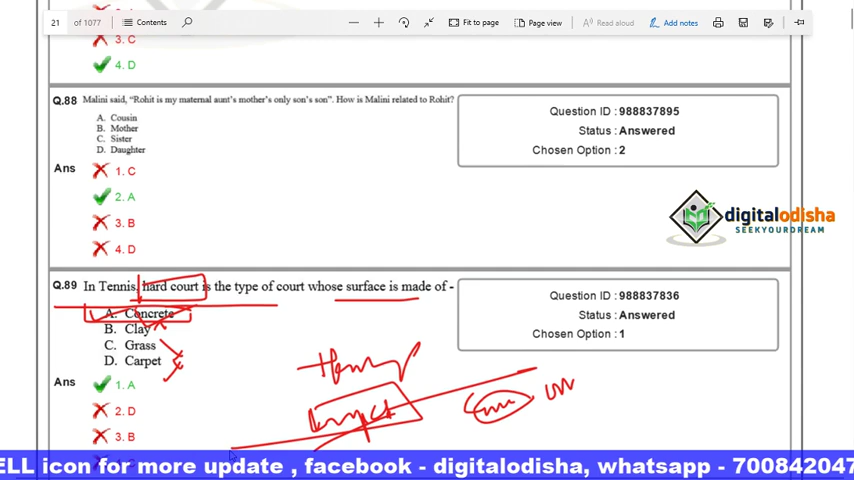 21 of 1077 Contents Fit to page Page view Read aloud Add notes
3. C
4. D
Q.88 Malini said, "Rohit is my maternal aunt's mother's only son's son". How is Malini related to Rohit?
A. Cousin
B. Mother
C. Sister
D. Daughter
Ans
1. C
2. A
3. B
4. D
Question ID : 988837895
Status : Answered
Chosen Option : 2
digitalodisha
SEEKYOURDREAM
Q.89 In Tennis, hard court is the type of court whose surface is made of -
A. Concrete
B. Clay
C. Grass
D. Carpet
Ans
1. A
2. D
3. B
Question ID : 988837836
Status : Answered
Chosen Option : 1
ELL icon for more update , facebook - digitalodisha, whatsapp - 700842047